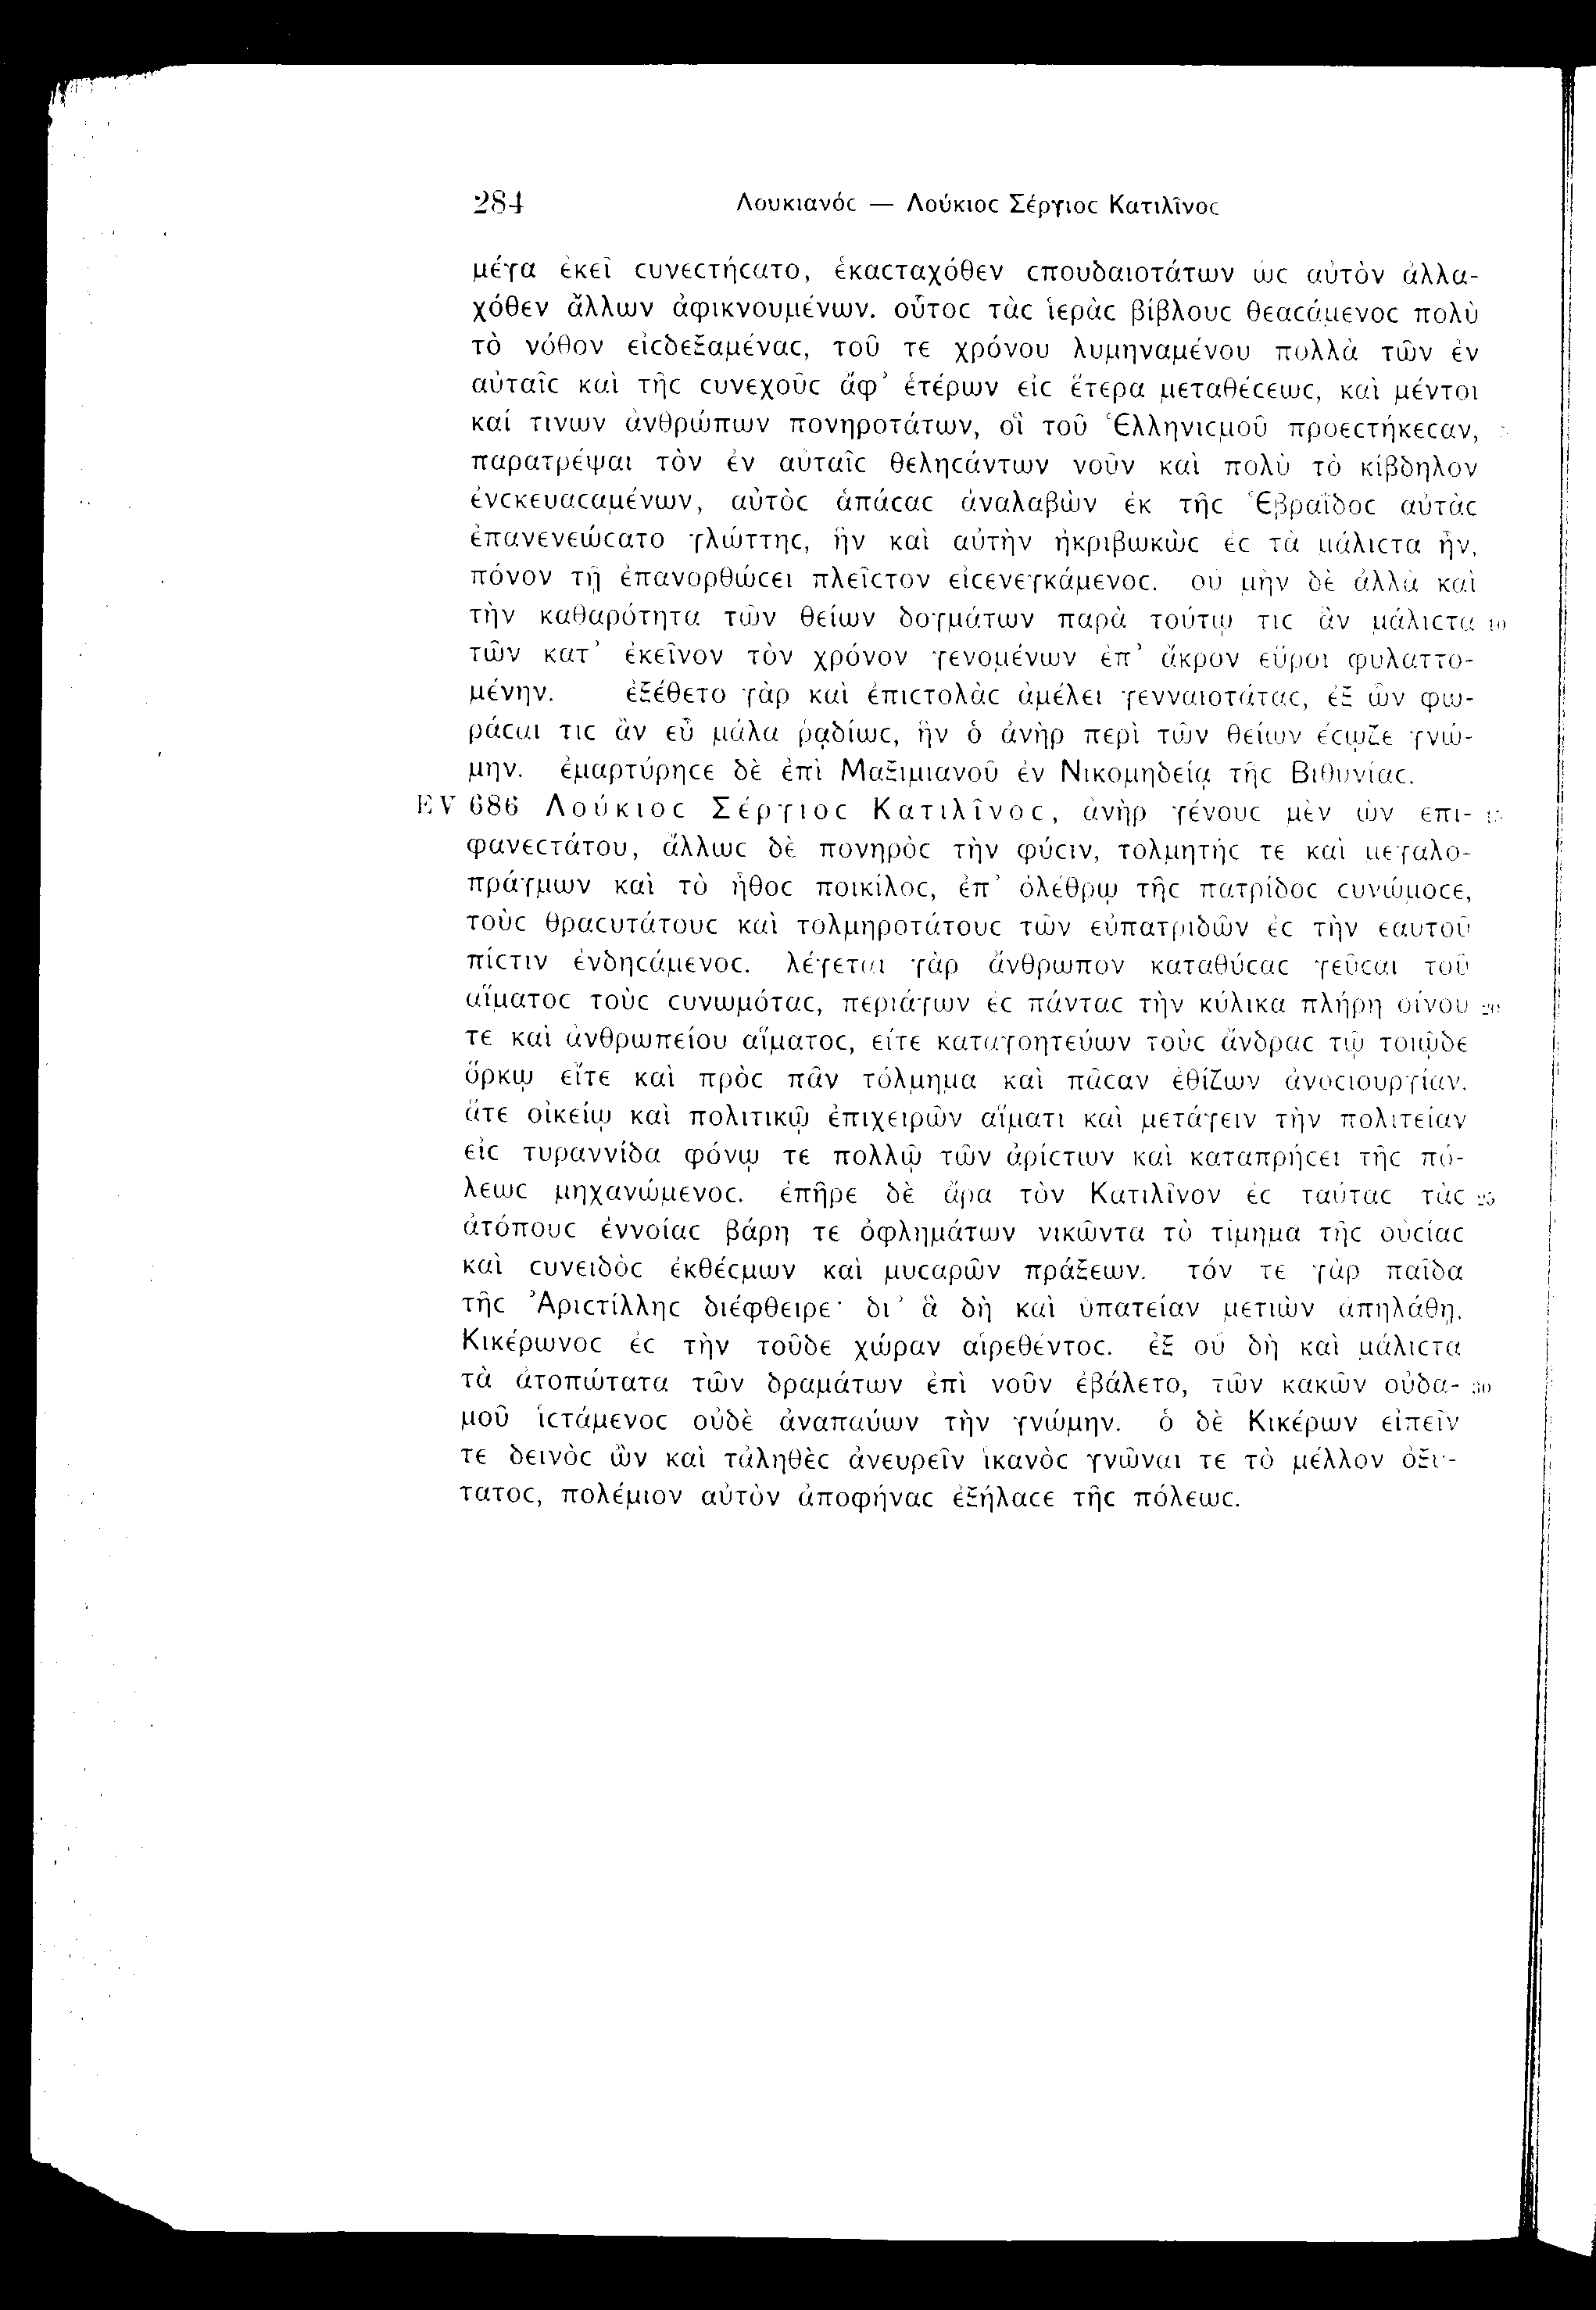 284 Λουκιανόϲ — Λούκιοϲ Σέργιοϲ Κατιλῖνοϲ
μέγα ἐκεῖ ϲυνεϲτήϲατο, ἑκαϲταχόθεν ϲπουδαιοτάτων ὡϲ αὐτὸν ἀλλα-
χόθεν ἄλλων ἀφικνουμένων. οὗτοϲ τὰϲ ἱερὰϲ βίβλουϲ θεαϲάμενοϲ πολὺ
τὸ νόθον εἰϲδεξαμέναϲ, τοῦ τε χρόνου λυμηναμένου πολλὰ τῶν ἐν
αὐταῖϲ καὶ τῆϲ ϲυνεχοῦϲ ἀφ’ ἑτέρων εἰϲ ἕτερα μεταθέϲεωϲ, καὶ μέντοι
καί τινων ἀνθρώπων πονηροτάτων, οἳ τοῦ Ἑλληνιϲμοῦ προεϲτήκεϲαν, 5
παρατρέψαι τὸν ἐν αὐταῖϲ θεληϲάντων νοῦν καὶ πολὺ τὸ κίβδηλον
ἐνϲκευαϲαμένων, αὐτὸϲ ἁπάϲαϲ ἀναλαβὼν ἐκ τῆϲ Ἑβραΐδοϲ αὐτὰϲ
ἐπανενεώϲατο γλώττηϲ, ἣν καὶ αὐτὴν ἠκριβωκὼϲ ἐϲ τὰ μάλιϲτα ἦν,
πόνον τῇ ἐπανορθώϲει πλεῖϲτον εἰϲενεγκάμενοϲ. οὐ μὴν δὲ ἀλλὰ καὶ
τὴν καθαρότητα τῶν θείων δογμάτων παρὰ τούτῳ τιϲ ἂν μάλιϲτα 10
τῶν κατ’ ἐκεῖνον τὸν χρόνον γενομένων ἐπ’ ἄκρον εὕροι φυλαττο-
μένην. ἐξέθετο γὰρ καὶ ἐπιϲτολὰϲ ἀμέλει γενναιοτάταϲ, ἐξ ὧν φω-
ράϲαι τιϲ ἂν εὖ μάλα ῥᾳδίωϲ, ἣν ὁ ἀνὴρ περὶ τῶν θείων ἔϲῳζε γνώ-
μην. ἐμαρτύρηϲε δὲ ἐπὶ Μαξιμιανοῦ ἐν Νικομηδείᾳ τῆϲ Βιθυνίαϲ.
EV 686 Λούκιοϲ Σέργιοϲ Κατιλῖνοϲ, ἀνὴρ γένουϲ μὲν ὢν ἐπι- 15
φανεϲτάτου, ἄλλωϲ δὲ πονηρὸϲ τὴν φύϲιν, τολμητήϲ τε καὶ μεγαλο-
πράγμων καὶ τὸ ἦθοϲ ποικίλοϲ, ἐπ’ ὀλέθρῳ τῆϲ πατρίδοϲ ϲυνώμοϲε,
τοὺϲ θραϲυτάτουϲ καὶ τολμηροτάτουϲ τῶν εὐπατριδῶν ἐϲ τὴν ἑαυτοῦ
πίϲτιν ἐνδηϲάμενοϲ. λέγεται γὰρ ἄνθρωπον καταθύϲαϲ γεῦϲαι τοῦ
αἵματοϲ τοὺϲ ϲυνωμόταϲ, περιάγων ἐϲ πάνταϲ τὴν κύλικα πλήρη οἴνου 20
τε καὶ ἀνθρωπείου αἵματοϲ, εἴτε καταγοητεύων τοὺϲ ἄνδραϲ τῷ τοιῷδε
ὅρκῳ εἴτε καὶ πρὸϲ πᾶν τόλμημα καὶ πᾶϲαν ἐθίζων ἀνοϲιουργίαν,
ἅτε οἰκείῳ καὶ πολιτικῷ ἐπιχειρῶν αἵματι καὶ μετάγειν τὴν πολιτείαν
εἰϲ τυραννίδα φόνῳ τε πολλῷ τῶν ἀρίϲτων καὶ καταπρήϲει τῆϲ πό-
λεωϲ μηχανώμενοϲ. ἐπῆρε δὲ ἄρα τὸν Κατιλῖνον ἐϲ ταύταϲ τὰϲ 25
ἀτόπουϲ ἐννοίαϲ βάρη τε ὀφλημάτων νικῶντα τὸ τίμημα τῆϲ οὐϲίαϲ
καὶ ϲυνειδὸϲ ἐκθέϲμων καὶ μυϲαρῶν πράξεων. τόν τε γὰρ παῖδα
τῆϲ Ἀριϲτίλληϲ διέφθειρε· δι’ ἃ δὴ καὶ ὑπατείαν μετιὼν ἀπηλάθη,
Κικέρωνοϲ ἐϲ τὴν τοῦδε χώραν αἱρεθέντοϲ. ἐξ οὗ δὴ καὶ μάλιϲτα
τὰ ἀτοπώτατα τῶν δραμάτων ἐπὶ νοῦν ἐβάλετο, τῶν κακῶν οὐδα- 30
μοῦ ἱϲτάμενοϲ οὐδὲ ἀναπαύων τὴν γνώμην. ὁ δὲ Κικέρων εἰπεῖν
τε δεινὸϲ ὢν καὶ τἀληθὲϲ ἀνευρεῖν ἱκανὸϲ γνῶναι τε τὸ μέλλον ὀξύ-
τατοϲ, πολέμιον αὐτὸν ἀποφήναϲ ἐξήλαϲε τῆϲ πόλεωϲ.